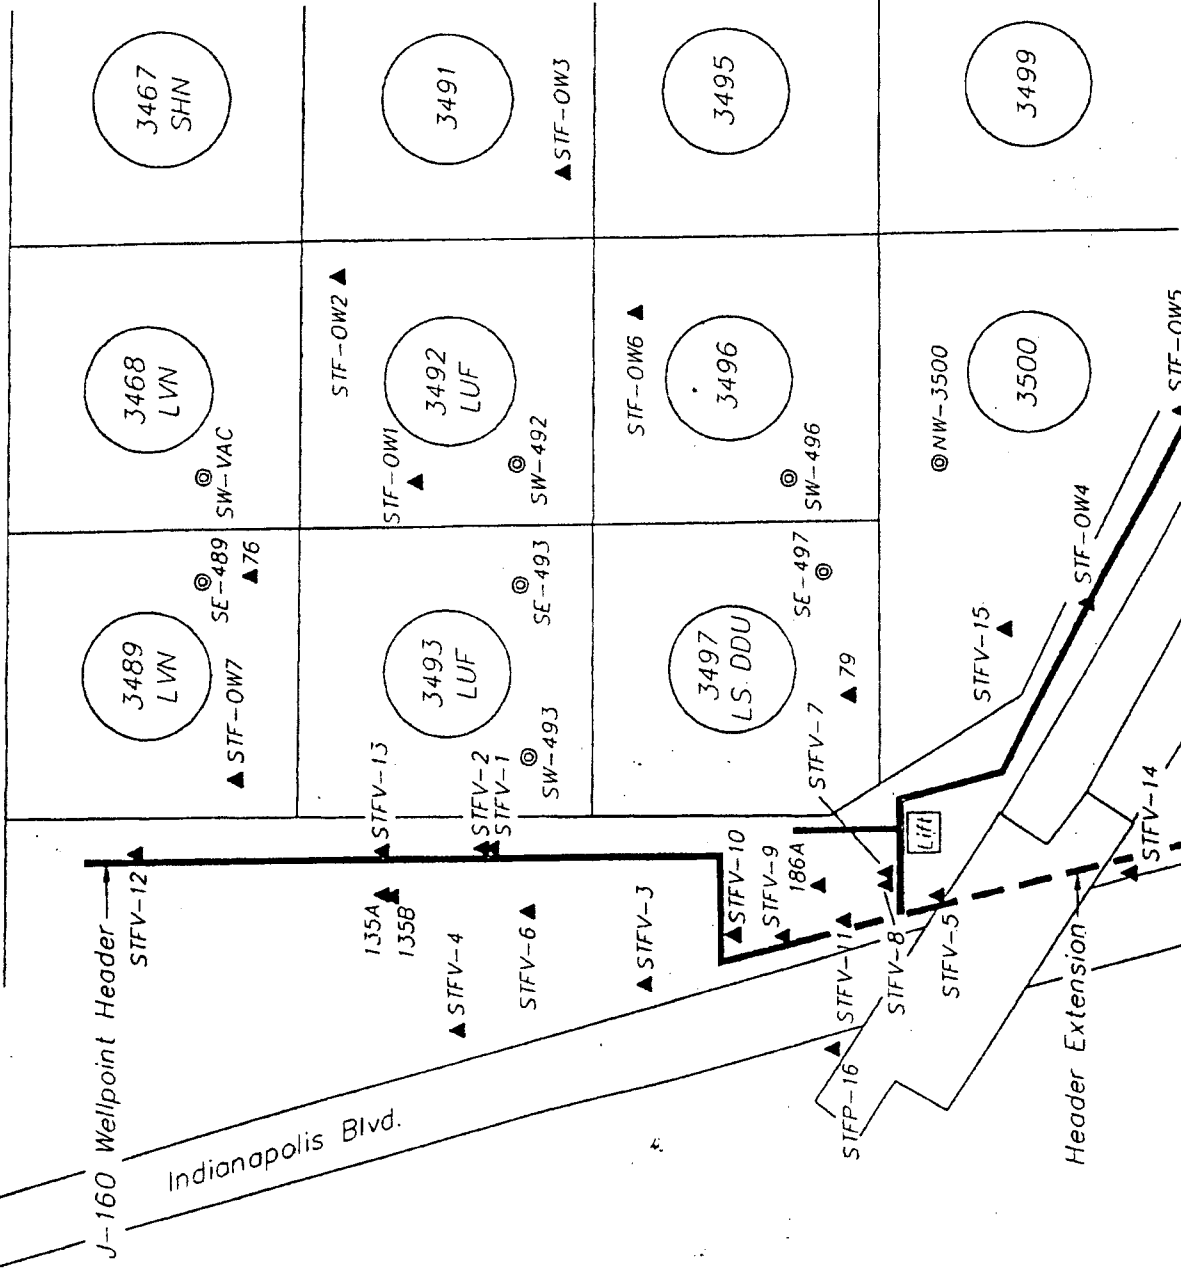 3467
SHN
3491
3495
3499
▲STF-OW3
STF-OW2 ▲
3468
LVN
3492
LUF
STF-OW6 ▲
3496
3500
SW-VAC
STF-OW1
SW-492
SW-496
NW-3500
STF-OW5
SE-489
▲76
SE-493
SE-497
STF-OW4
3489
LVN
3493
LUF
3497
LS DDU
STFV-15
▲79
▲ STF-OW7
SW-493
STFV-7
STFV-13
STFV-2
STFV-1
Lift
STFV-14
STFV-12
135A
135B
STFV-10
STFV-9
186A
STFV-4
STFV-6
STFV-3
STFV-11
STFV-8
STFV-5
J-160 Wellpoint Header
Indianapolis Blvd.
STFP-16
Header Extension